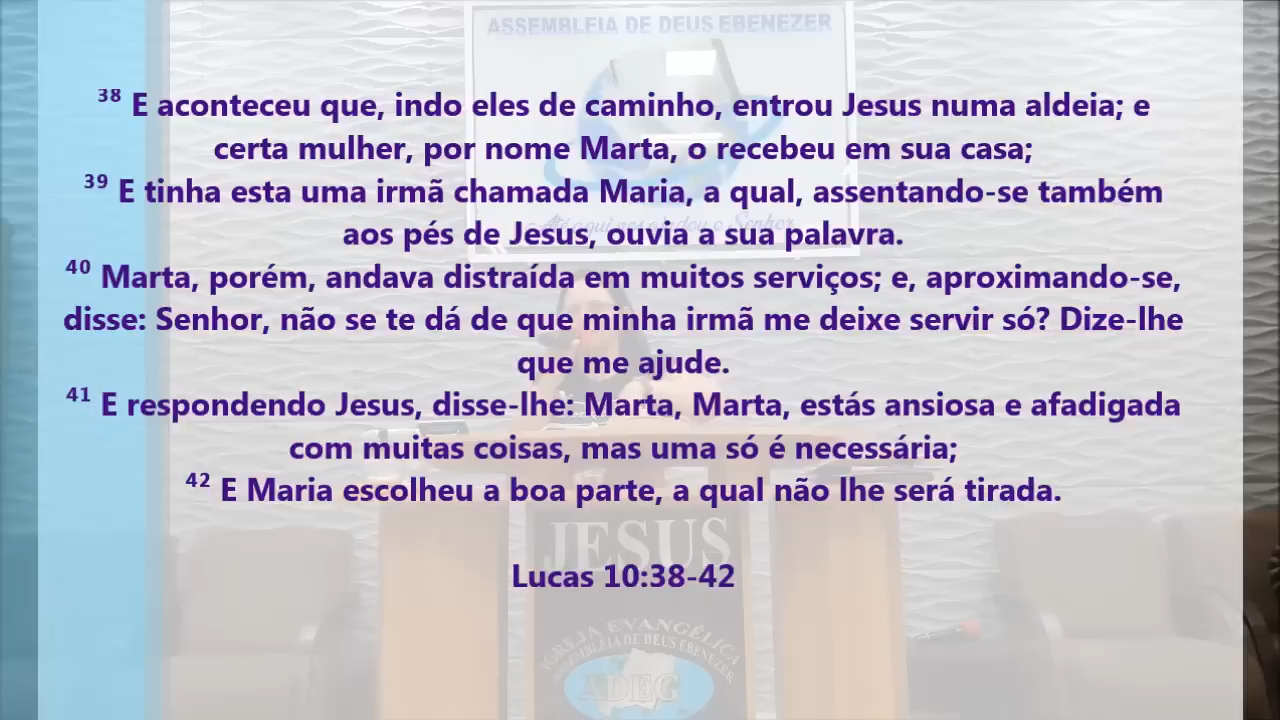 ASSEMBLEIA DE DEUS EBENEZER
38 E aconteceu que, indo eles de caminho, entrou Jesus numa aldeia; e
certa mulher, por nome Marta, o recebeu em sua casa;
39 E tinha esta uma irmã chamada Maria, a qual, assentando-se também
aos pés de Jesus, ouvia a sua palavra.
Até aqui nos ajudou o Senhor
40 Marta, porém, andava distraída em muitos serviços; e, aproximando-se,
disse: Senhor, não se te dá de que minha irmã me deixe servir só? Dize-lhe
que me ajude.
41 E respondendo Jesus, disse-lhe: Marta, Marta, estás ansiosa e afadigada
com muitas coisas, mas uma só é necessária;
42 E Maria escolheu a boa parte, a qual não lhe será tirada.
JESUS
Lucas 10:38-42
IGREJA EVANGÉLICA
ASSEMBLEIA DE DEUS EBENEZER
ADEG